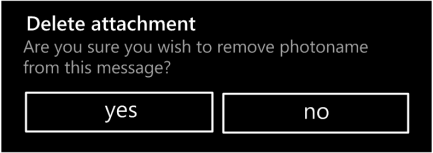 Delete attachment
Are you sure you wish to remove photoname
from this message?
yes no